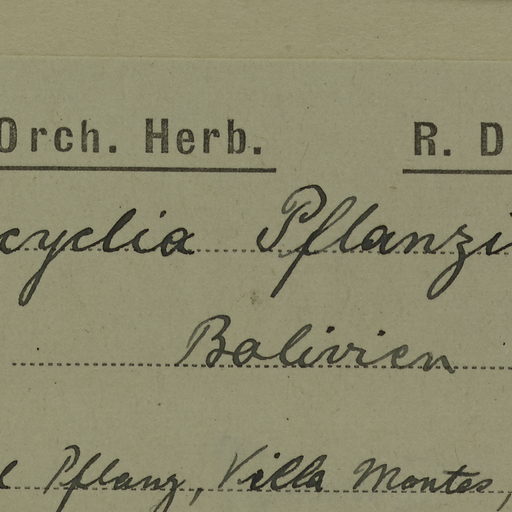 Orch. Herb. R. D
cyclia Pflanzi
Bolivien
l Pflanz, Villa Montes,